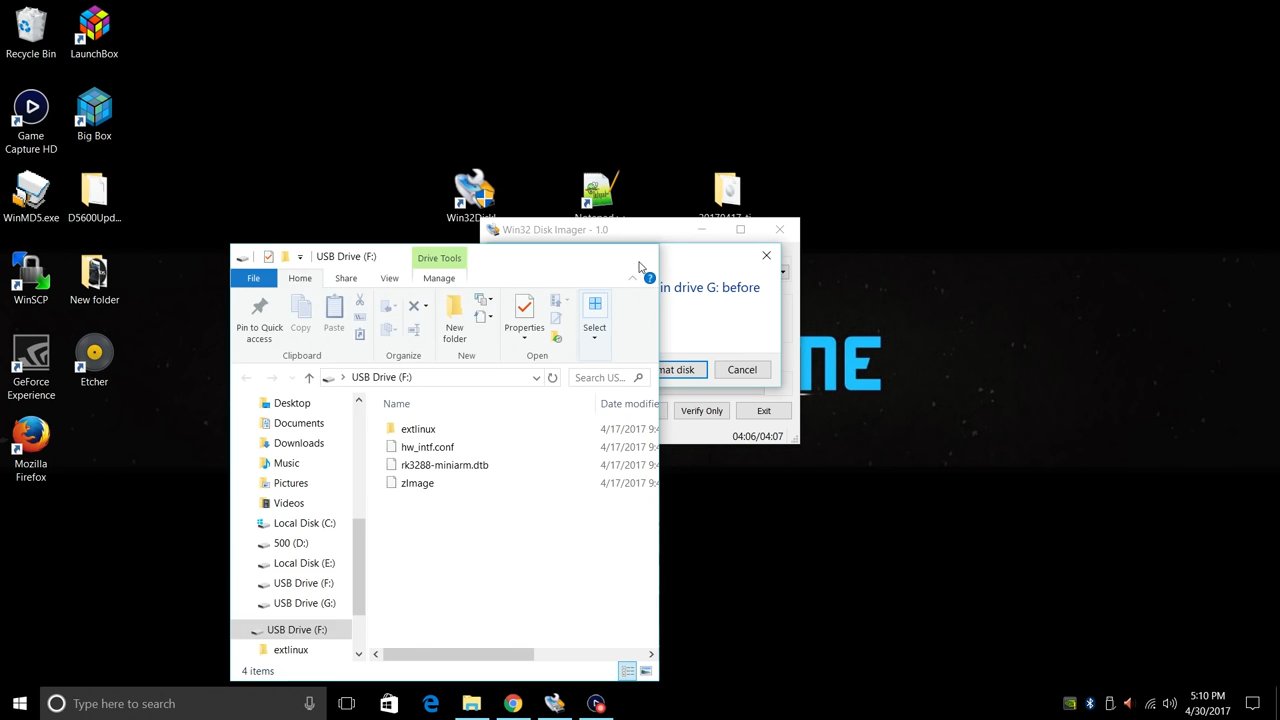 Recycle Bin
LaunchBox
Game
Capture HD
Big Box
WinMD5.exe
D5600Upd...
WinSCP
New folder
GeForce
Experience
Etcher
Mozilla
Firefox
Win32 Disk Imager - 1.0
in drive G: before
mat disk
Cancel
Verify Only
Exit
04:06/04:07
NE
USB Drive (F:)
Drive Tools
File
Home
Share
View
Manage
Pin to Quick
access
Copy
Paste
New
folder
Properties
Select
Clipboard
Organize
New
Open
USB Drive (F:)
Search US...
Name
Date modifie
Desktop
Documents
Downloads
Music
Pictures
Videos
Local Disk (C:)
500 (D:)
Local Disk (E:)
USB Drive (F:)
USB Drive (G:)
USB Drive (F:)
extlinux
extlinux 4/17/2017 9:4
hw_intf.conf 4/17/2017 9:4
rk3288-miniarm.dtb 4/17/2017 9:4
zImage 4/17/2017 9:4
4 items
Type here to search
5:10 PM
4/30/2017